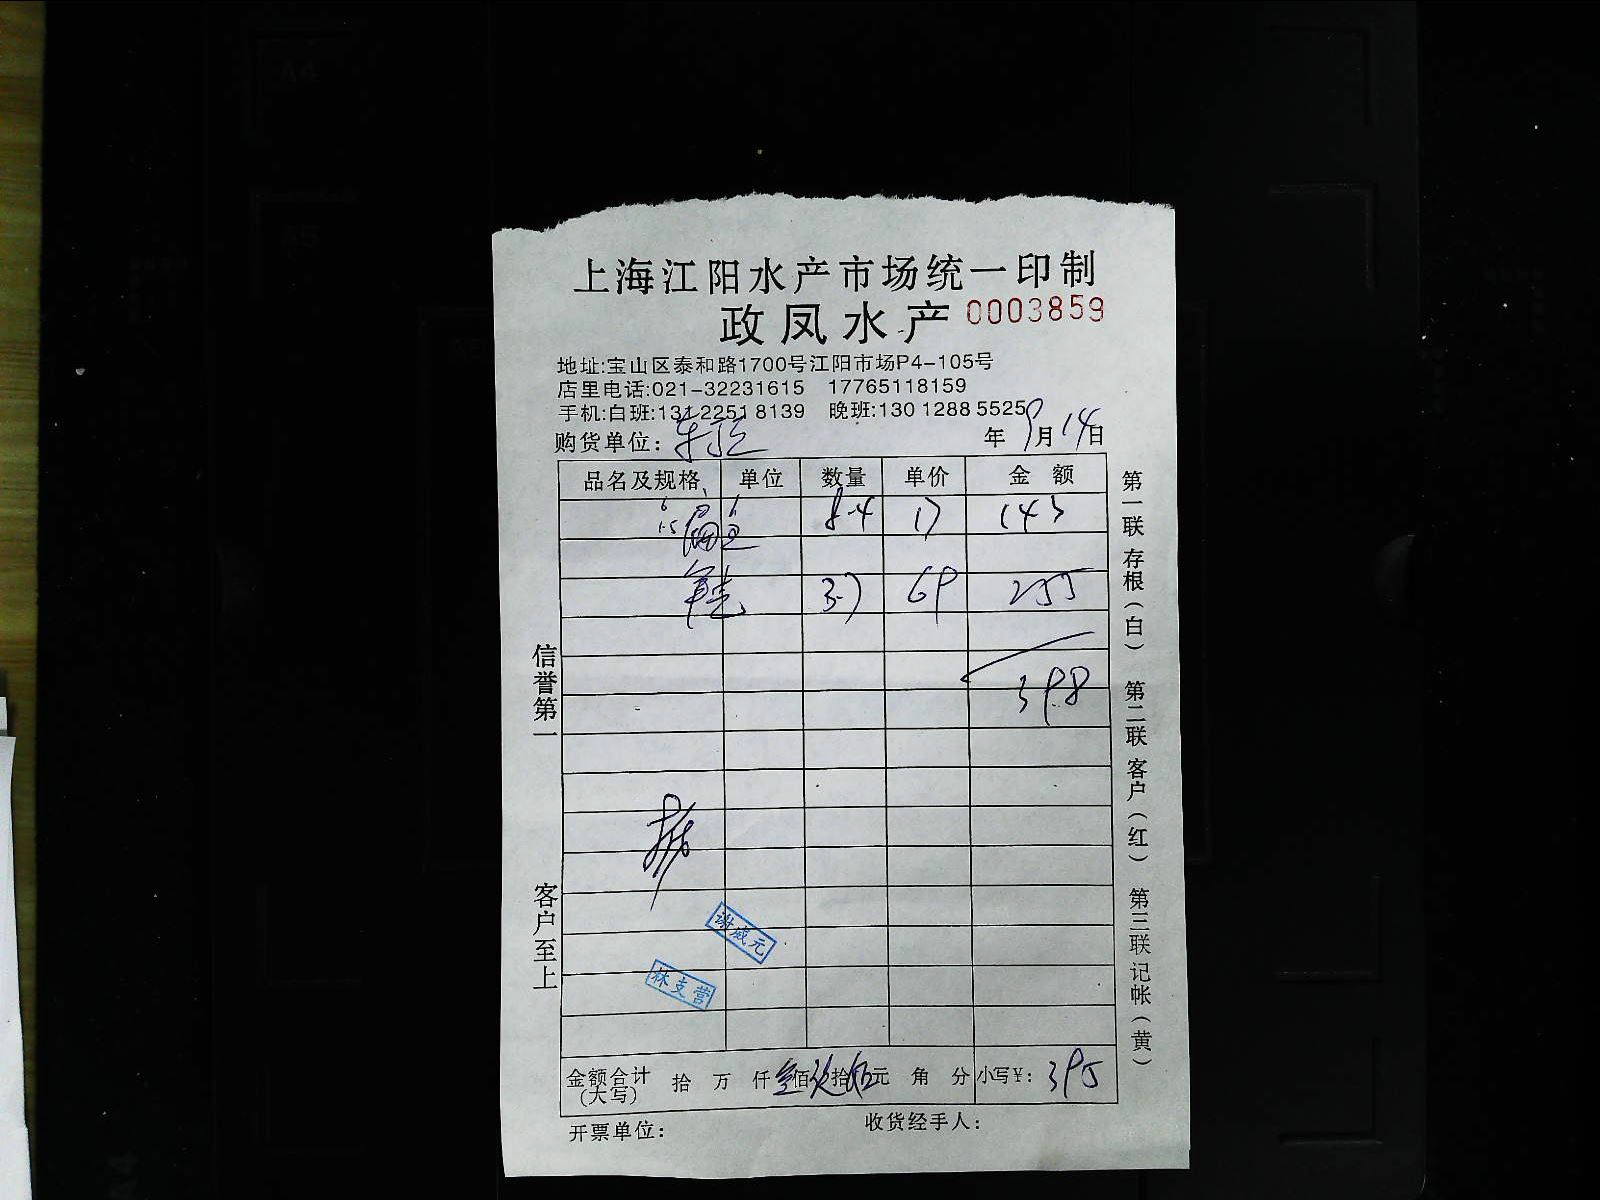 上海江阳水产市场统一印制
政凤水产 0003859
地址:宝山区泰和路1700号江阳市场P4-105号
店里电话:021-32231615 17765118159
手机:白班:131 2251 8139 晚班:130 1288 5525
购货单位: 年 9月14日
品名及规格 单位 数量 单价 金额
8.4 17 143
3.7 69 255
398
谢威元
林支营
金额合计(大写) 拾 万 仟 叁佰 玖拾 伍元 角 分 小写¥: 395
开票单位: 收货经手人:
信誉第一
客户至上
第一联 存根(白) 第二联 客户(红) 第三联 记帐(黄)